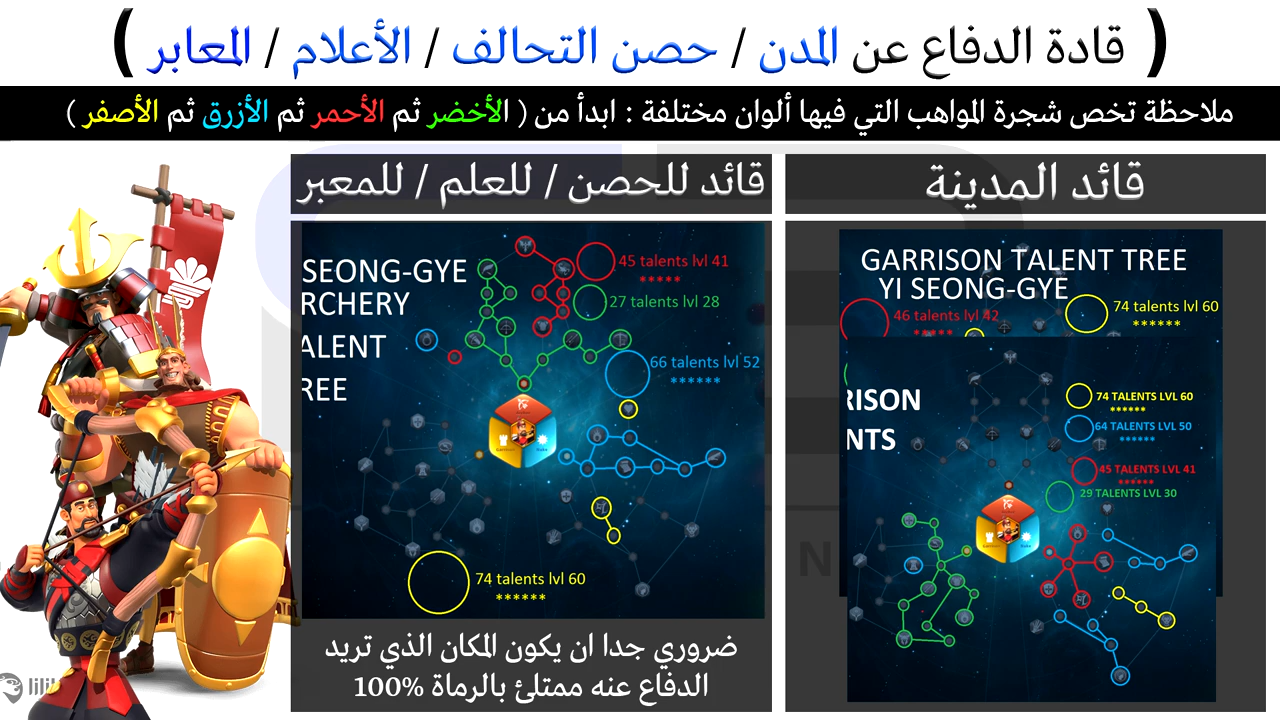 ( قادة الدفاع عن المدن / حصن التحالف / الأعلام / المعابر )
ملاحظة تخص شجرة المواهب التي فيها ألوان مختلفة : ابدأ من ( الأخضر ثم الأحمر ثم الأزرق ثم الأصفر )
قائد المدينة
GARRISON TALENT TREE
YI SEONG-GYE
74 talents lvl 60
******
46 talents lvl 42
*****
RISON
NTS
74 TALENTS LVL 60
******
64 TALENTS LVL 50
******
45 TALENTS LVL 41
******
29 TALENTS LVL 30
قائد للحصن / للعلم / للمعبر
SEONG-GYE
RCHERY
ALENT
REE
45 talents lvl 41
*****
27 talents lvl 28
66 talents lvl 52
******
74 talents lvl 60
******
ضروري جدا ان يكون المكان الذي تريد
الدفاع عنه ممتلئ بالرماة 100%